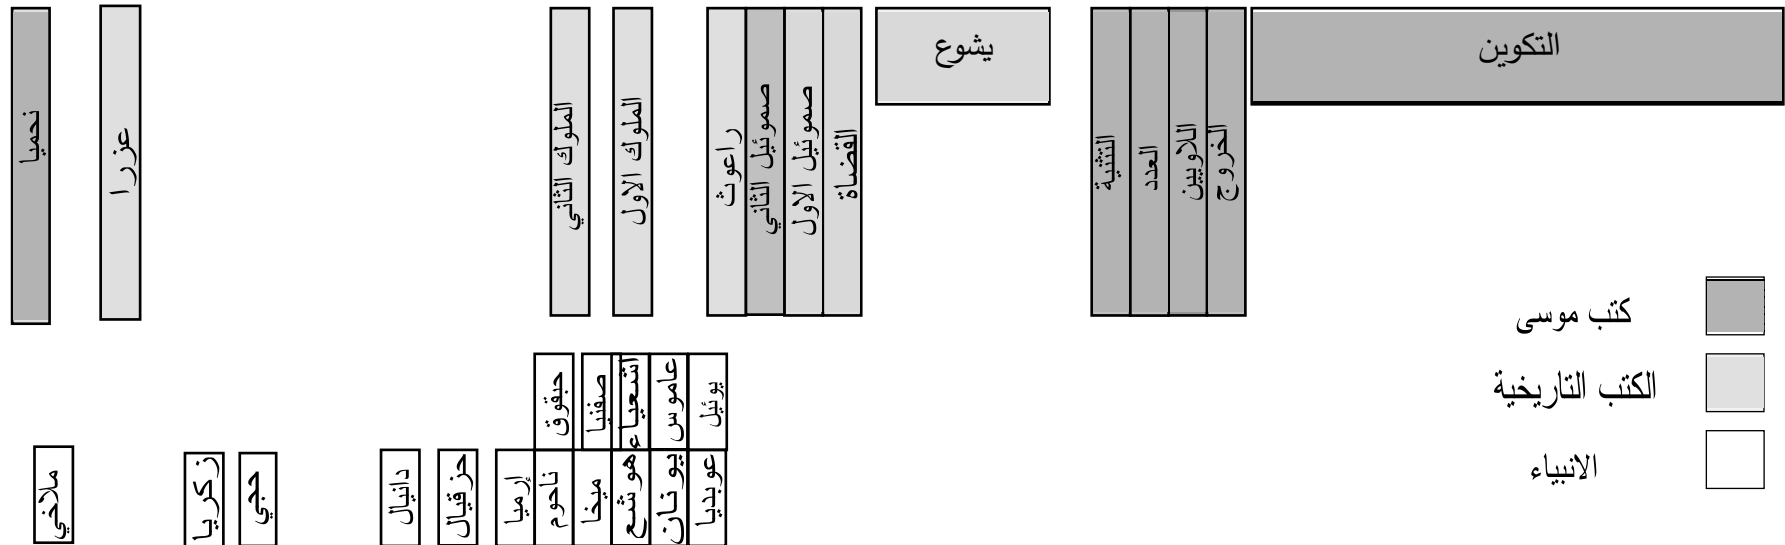 التكوين
الخروج
اللاويين
العدد
التثنية
يشوع
القضاة
صموئيل الاول
صموئيل الثاني
راعوث
الملوك الاول
الملوك الثاني
عزرا
نحميا
كتب موسى
الكتب التاريخية
الانبياء
يوئيل
عاموس
اشعياء
صفنيا
حبقوق
عوبديا
يونان
هوشع
ميخا
ناحوم
إرميا
حزقيال
دانيال
حجي
زكريا
ملاخي